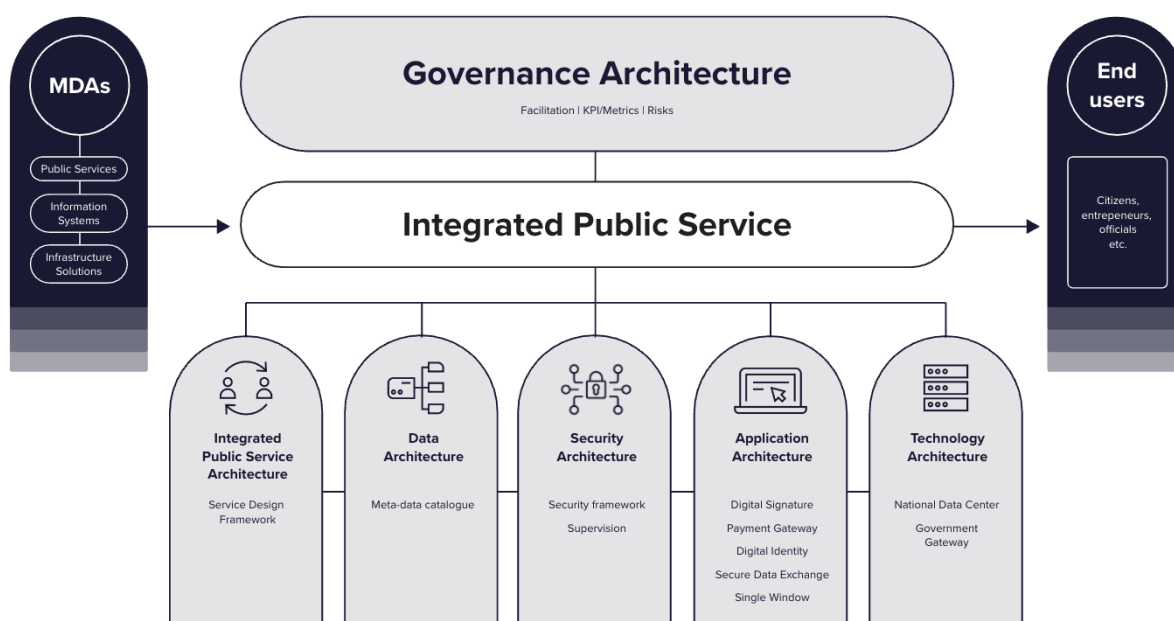 MDAs
Public Services
Information
Systems
Infrastructure
Solutions
Governance Architecture
Facilitation | KPI/Metrics | Risks
Integrated Public Service
End
users
Citizens,
entrepeneurs,
officials
etc.
Integrated
Public Service
Architecture
Service Design
Framework
Data
Architecture
Meta-data catalogue
Security
Architecture
Security framework
Supervision
Application
Architecture
Digital Signature
Payment Gateway
Digital Identity
Secure Data Exchange
Single Window
Technology
Architecture
National Data Center
Government
Gateway